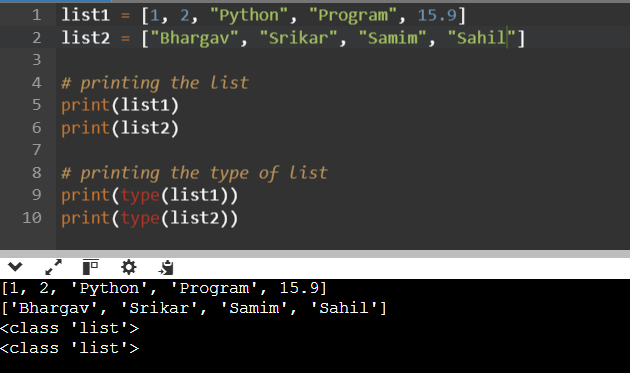 1 list1 = [1, 2, "Python", "Program", 15.9]
2 list2 = ["Bhargav", "Srikar", "Samim", "Sahil"]
3
4 # printing the list
5 print(list1)
6 print(list2)
7
8 # printing the type of list
9 print(type(list1))
10 print(type(list2))
[1, 2, 'Python', 'Program', 15.9]
['Bhargav', 'Srikar', 'Samim', 'Sahil']
<class 'list'>
<class 'list'>